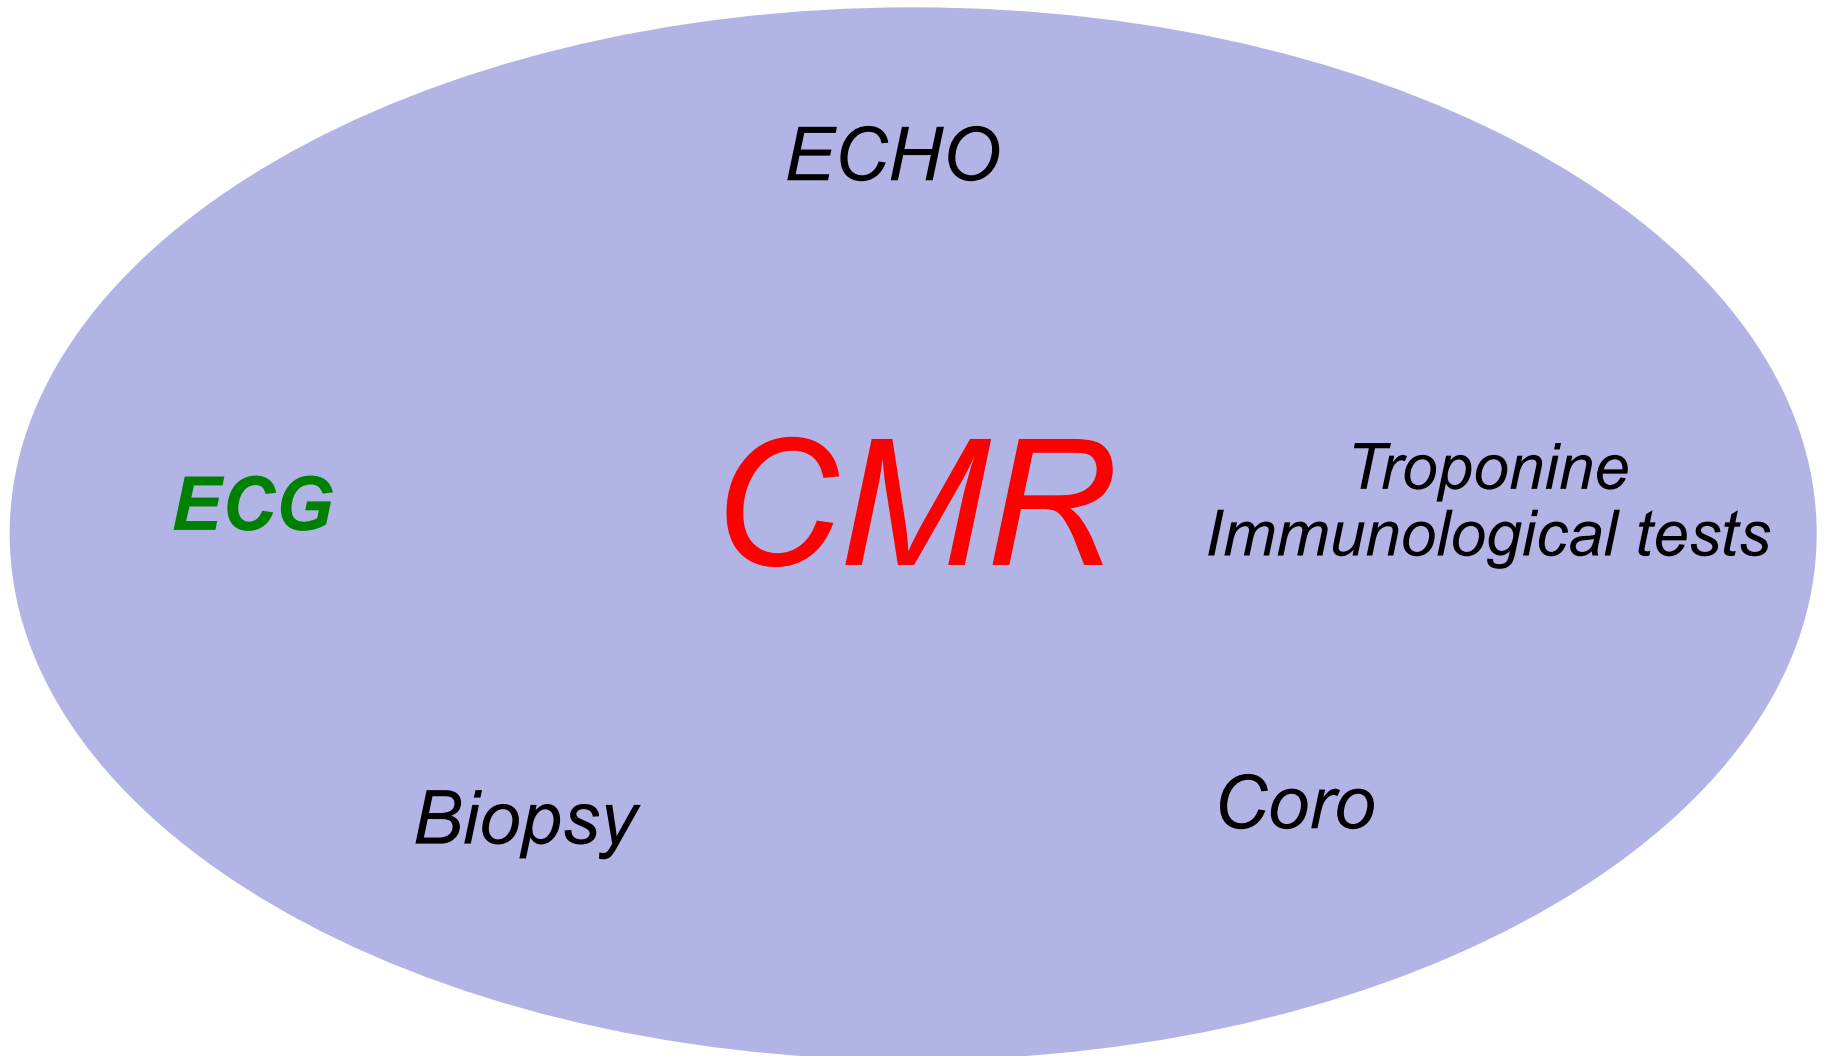 ECHO
CMR
ECG
Troponine
Immunological tests
Biopsy
Coro